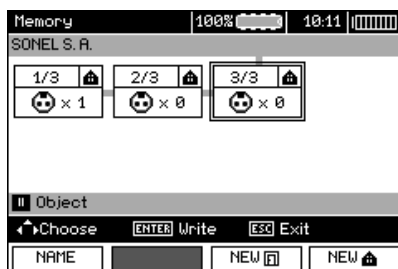 Memory 100% 10:11
SONEL S. A.
1/3 2/3 3/3
x 1 x 0 x 0
Object
Choose ENTER Write ESC Exit
NAME NEW NEW